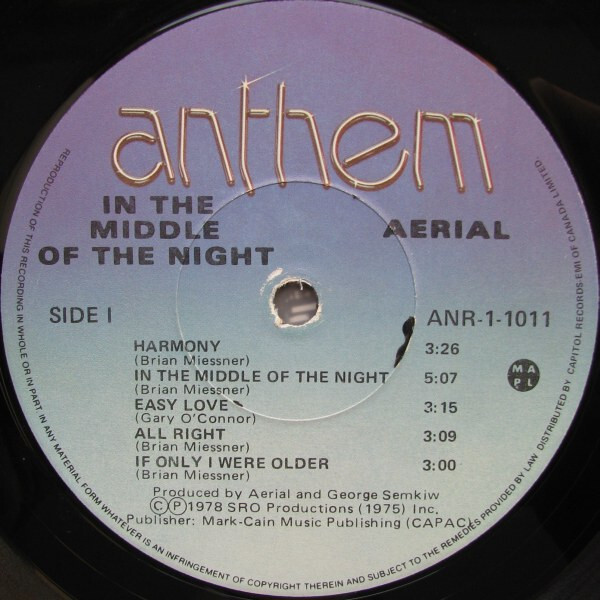 anthem
IN THE
MIDDLE
OF THE NIGHT
AERIAL
SIDE I
ANR-1-1011
HARMONY 3:26
(Brian Miessner)
IN THE MIDDLE OF THE NIGHT 5:07
(Brian Miessner)
EASY LOVE 3:15
(Gary O'Connor)
ALL RIGHT 3:09
(Brian Miessner)
IF ONLY I WERE OLDER 3:00
(Brian Miessner)
M A
P L
Produced by Aerial and George Semkiw
©℗1978 SRO Productions (1975) Inc.
Publisher: Mark-Cain Music Publishing (CAPAC)
REPRODUCTION OF THIS RECORDING IN WHOLE OR IN PART, IN ANY MATERIAL FORM WHATEVER IS AN INFRINGEMENT OF COPYRIGHT THEREIN AND SUBJECT TO THE REMEDIES PROVIDED BY LAW DISTRIBUTED BY CAPITOL RECORDS-EMI OF CANADA LIMITED.